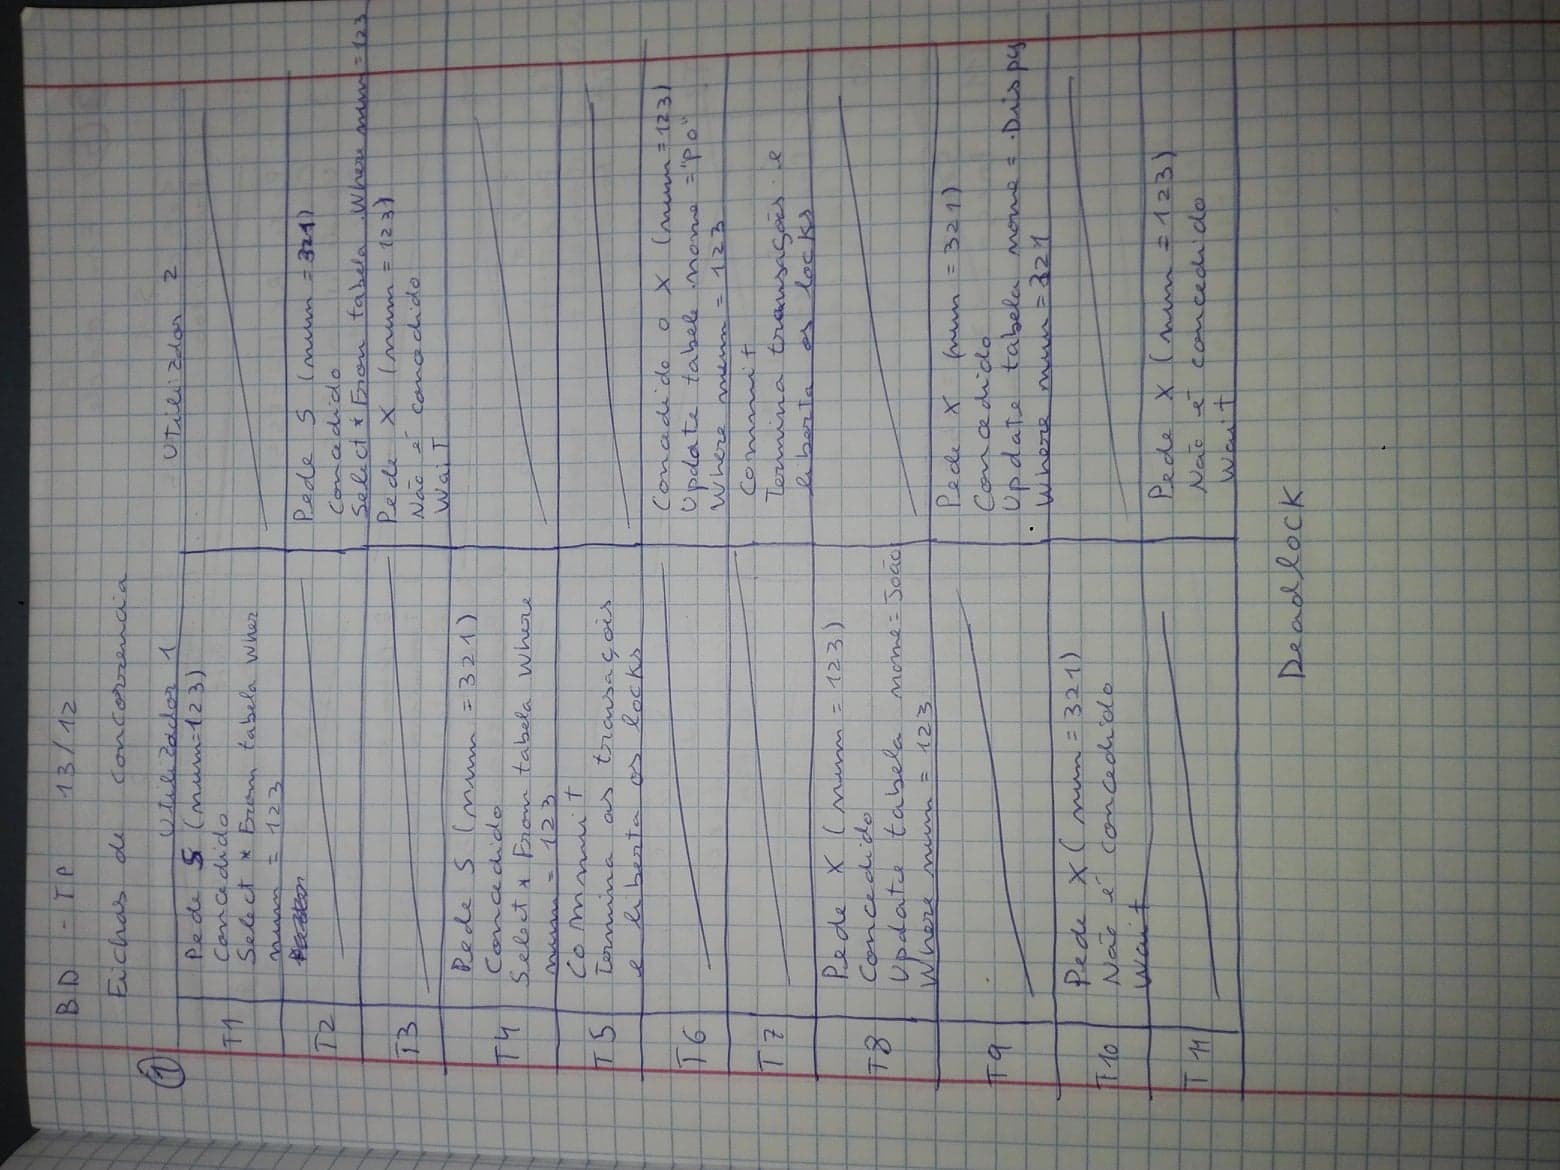 BD - TP 13/12
Fichas de concorrencia
①
Utilizador 1 Utilizador 2
T1
Pede S (num=123)
Concedido
Select * From tabela Wher
num = 123
T2
Pede S (num = 321)
Concedido
Select * From tabela Where num = 123
T3
Pede X (num = 123)
Não é concedido
Wait
T4
Pede S (num = 321)
Concedido
Select * From tabela Where
num = 123
T5
Commit
Termina as transações
e liberta os locks
T6
Concedido o X (num = 123)
Update tabele nome = "PO"
Where num = 123
T7
Commit
Termina transações e
liberta os locks
T8
Pede X (num = 123)
Concedido
Update tabela nome = João
Where num = 123
T9
Pede X (num = 321)
Concedido
Update tabela nome =
Where num = 321
T10
Pede X (num = 321)
Não é concedido
Wait
T11
Pede X (num = 123)
Não é concedido
Wait
Deadlock